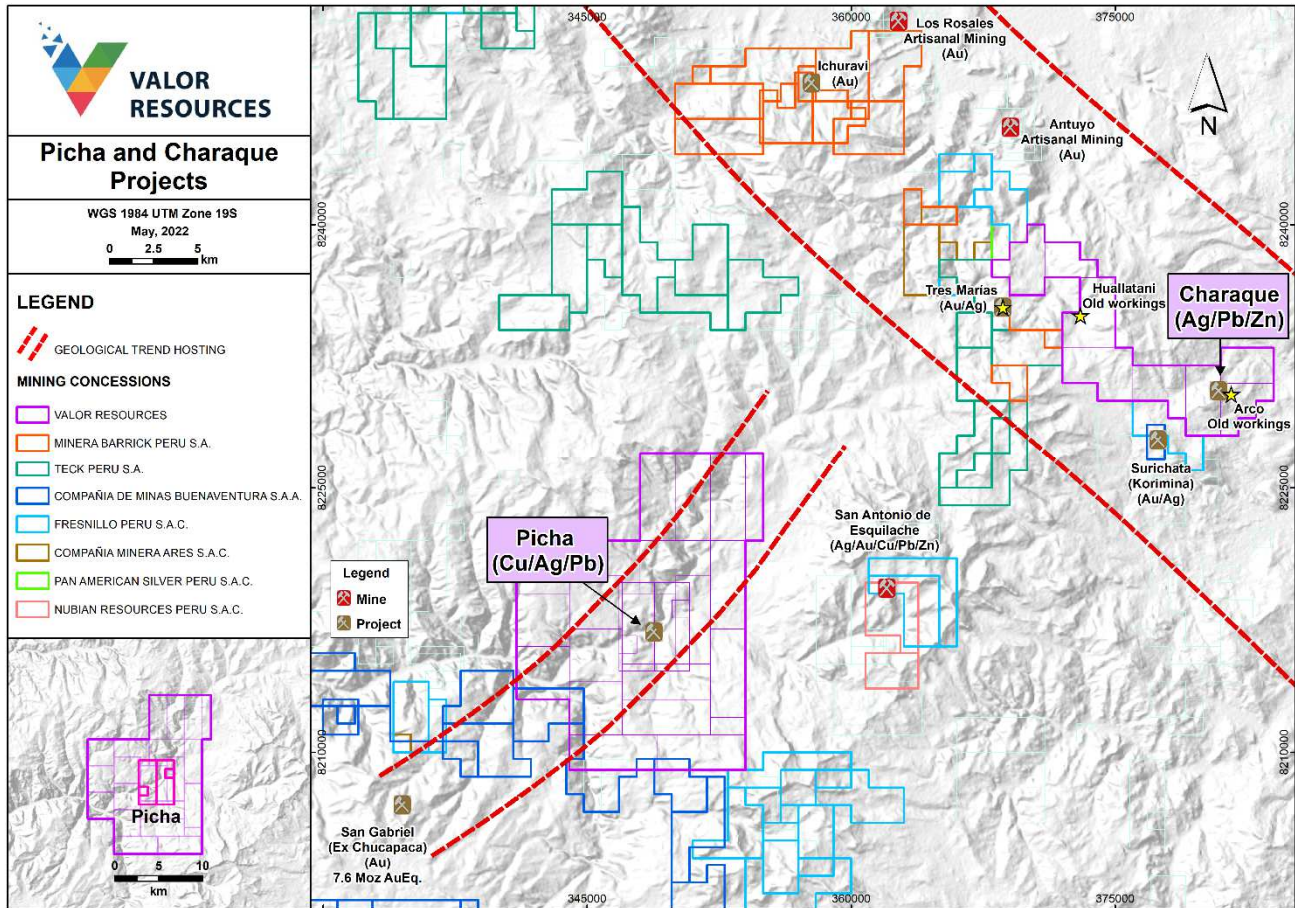 VALOR
RESOURCES
Picha and Charaque
Projects
WGS 1984 UTM Zone 19S
May, 2022
0 2.5 5
km
LEGEND
GEOLOGICAL TREND HOSTING
MINING CONCESSIONS
VALOR RESOURCES
MINERA BARRICK PERU S.A.
TECK PERU S.A.
COMPAÑIA DE MINAS BUENAVENTURA S.A.A.
FRESNILLO PERU S.A.C.
COMPAÑIA MINERA ARES S.A.C.
PAN AMERICAN SILVER PERU S.A.C.
NUBIAN RESOURCES PERU S.A.C.
Picha
0 5 10
km
345000
360000
375000
Los Rosales
Artisanal Mining
(Au)
Ichuravi
(Au)
Antuyo
Artisanal Mining
(Au)
N
8240000
8240000
Tres Marías
(Au/Ag)
Huallatani
Old workings
Charaque
(Ag/Pb/Zn)
Arco
Old workings
Surichata
(Korimina)
(Au/Ag)
8225000
8225000
San Antonio de
Esquilache
(Ag/Au/Cu/Pb/Zn)
Picha
(Cu/Ag/Pb)
Legend
Mine
Project
8210000
8210000
San Gabriel
(Ex Chucapaca)
(Au)
7.6 Moz AuEq.
345000
360000
375000